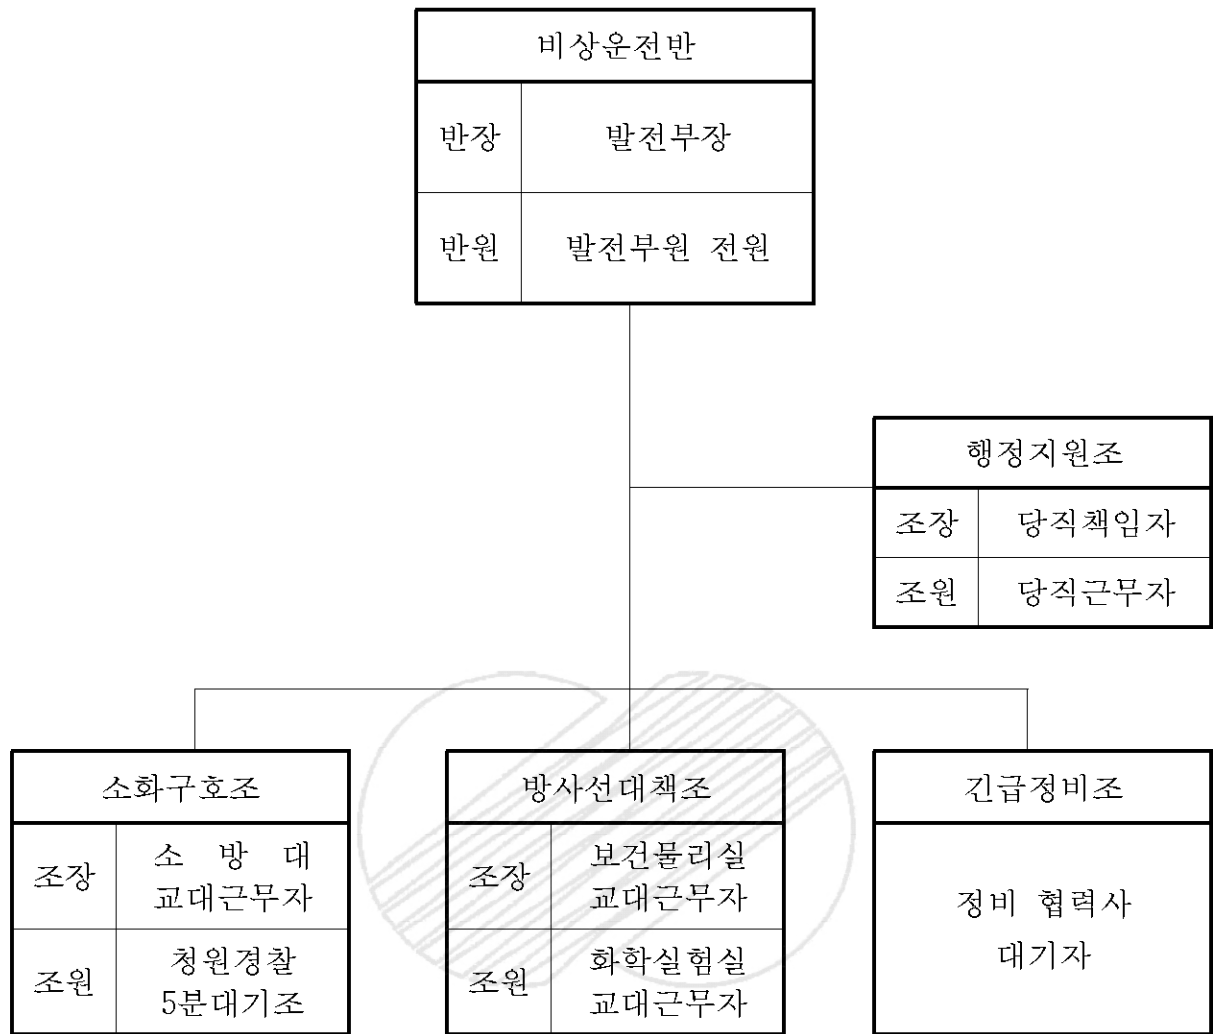 비상운전반
반장 발전부장
반원 발전부원 전원
행정지원조
조장 당직책임자
조원 당직근무자
소화구호조
조장 소 방 대
교대근무자
조원 청원경찰
5분대기조
방사선대책조
조장 보건물리실
교대근무자
조원 화학실험실
교대근무자
긴급정비조
정비 협력사
대기자